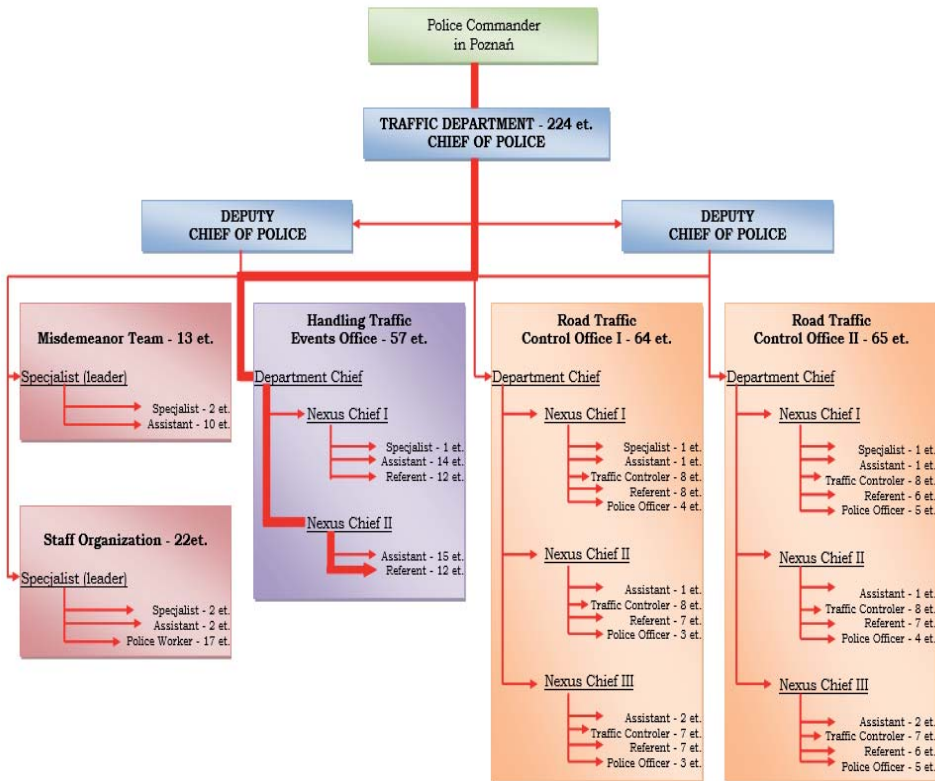 Police Commander
in Poznań
TRAFFIC DEPARTMENT - 224 et.
CHIEF OF POLICE
DEPUTY
CHIEF OF POLICE
DEPUTY
CHIEF OF POLICE
Misdemeanor Team - 13 et.
Specjalist (leader)
Specjalist - 2 et.
Assistant - 10 et.
Staff Organization - 22et.
Specjalist (leader)
Specjalist - 2 et.
Assistant - 2 et.
Police Worker - 17 et.
Handling Traffic
Events Office - 57 et.
Department Chief
Nexus Chief I
Specjalist - 1 et.
Assistant - 14 et.
Referent - 12 et.
Nexus Chief II
Assistant - 15 et.
Referent - 12 et.
Road Traffic
Control Office I - 64 et.
Department Chief
Nexus Chief I
Specjalist - 1 et.
Assistant - 1 et.
Traffic Controler - 8 et.
Referent - 8 et.
Police Officer - 4 et.
Nexus Chief II
Assistant - 1 et.
Traffic Controler - 8 et.
Referent - 7 et.
Police Officer - 3 et.
Nexus Chief III
Assistant - 2 et.
Traffic Controler - 7 et.
Referent - 7 et.
Police Officer - 3 et.
Road Traffic
Control Office II - 65 et.
Department Chief
Nexus Chief I
Specjalist - 1 et.
Assistant - 1 et.
Traffic Controler - 8 et.
Referent - 6 et.
Police Officer - 5 et.
Nexus Chief II
Assistant - 1 et.
Traffic Controler - 8 et.
Referent - 7 et.
Police Officer - 4 et.
Nexus Chief III
Assistant - 2 et.
Traffic Controler - 7 et.
Referent - 6 et.
Police Officer - 5 et.